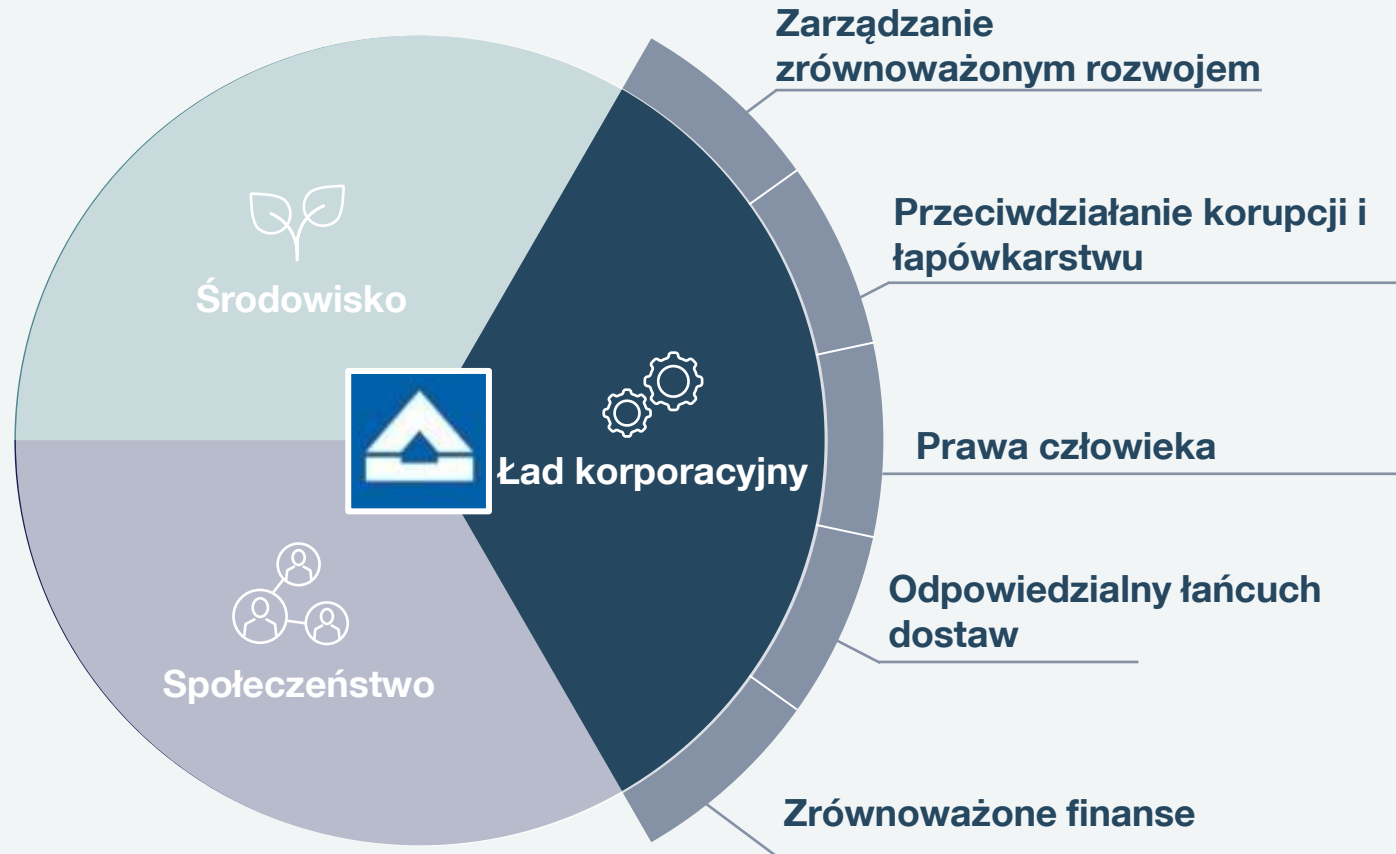 Zarządzanie
zrównoważonym rozwojem
Przeciwdziałanie korupcji i
łapówkarstwu
Środowisko
Prawa człowieka
Ład korporacyjny
Odpowiedzialny łańcuch
dostaw
Społeczeństwo
Zrównoważone finanse